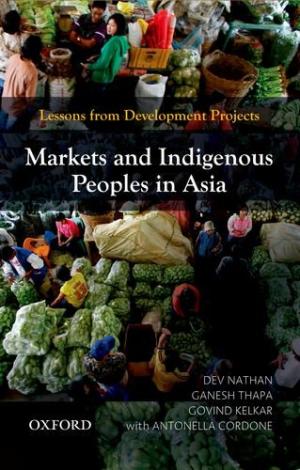 Lessons from Development Projects
Markets and Indigenous
Peoples in Asia
DEV NATHAN
GANESH THAPA
GOVIND KELKAR
with ANTONELLA CORDONE
OXFORD